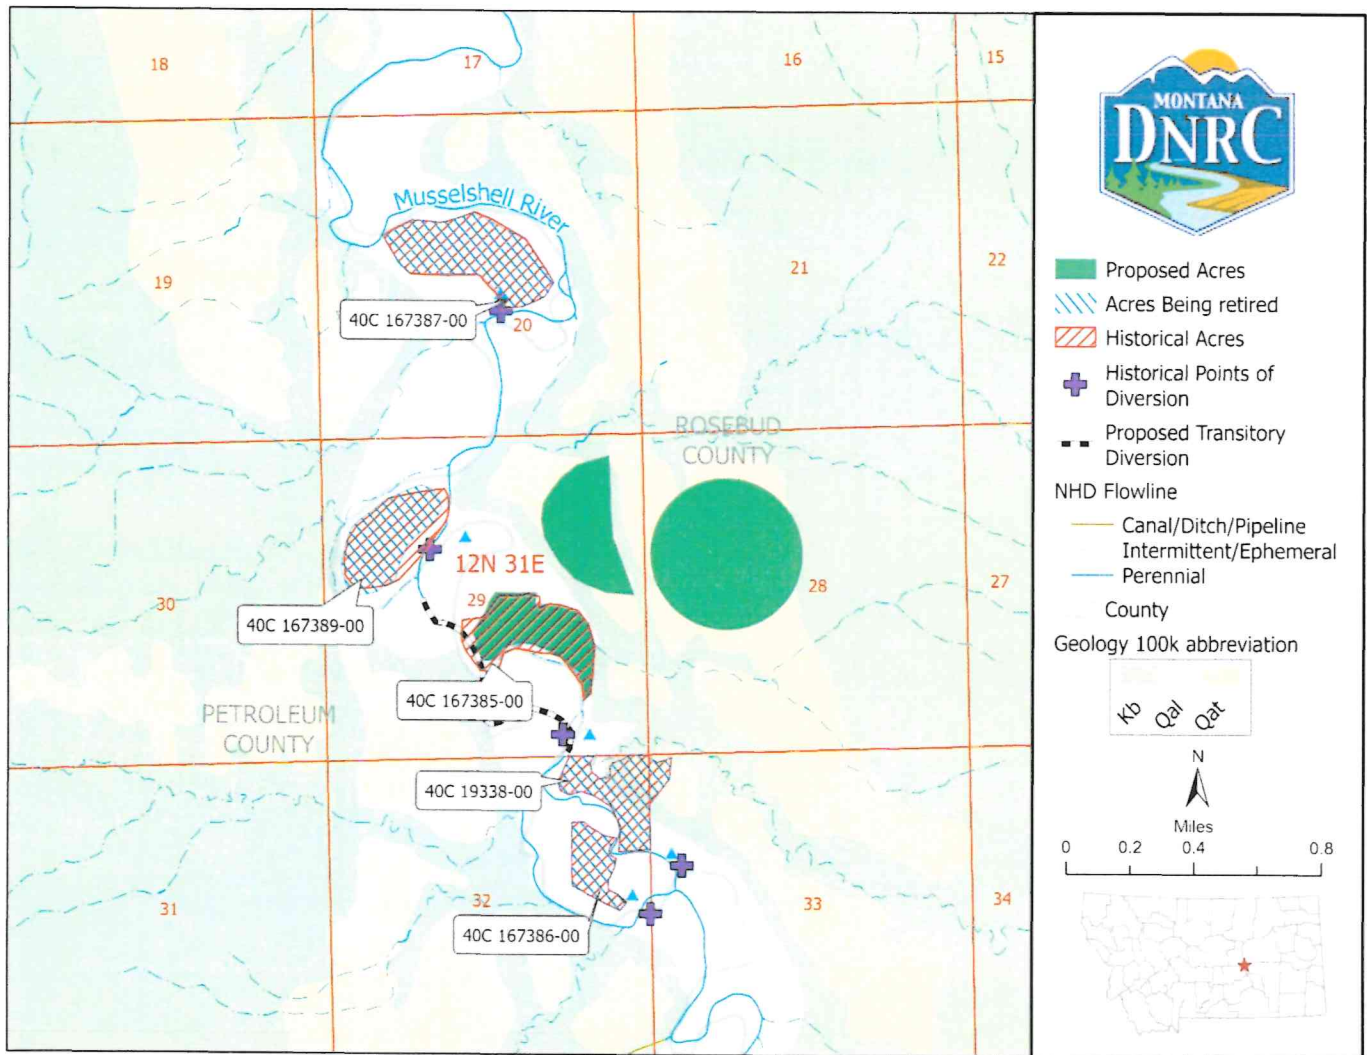 18
17
16
15
Musselshell River
19
21
22
40C 167387-00
20
ROSEBUD
COUNTY
12N 31E
30
29
28
27
40C 167389-00
40C 167385-00
PETROLEUM
COUNTY
40C 19338-00
31
32
33
34
40C 167386-00
MONTANA
DNRC
Proposed Acres
Acres Being retired
Historical Acres
Historical Points of
Diversion
Proposed Transitory
Diversion
NHD Flowline
Canal/Ditch/Pipeline
Intermittent/Ephemeral
Perennial
County
Geology 100k abbreviation
Kb
Qal
Qat
N
Miles
0 0.2 0.4 0.8